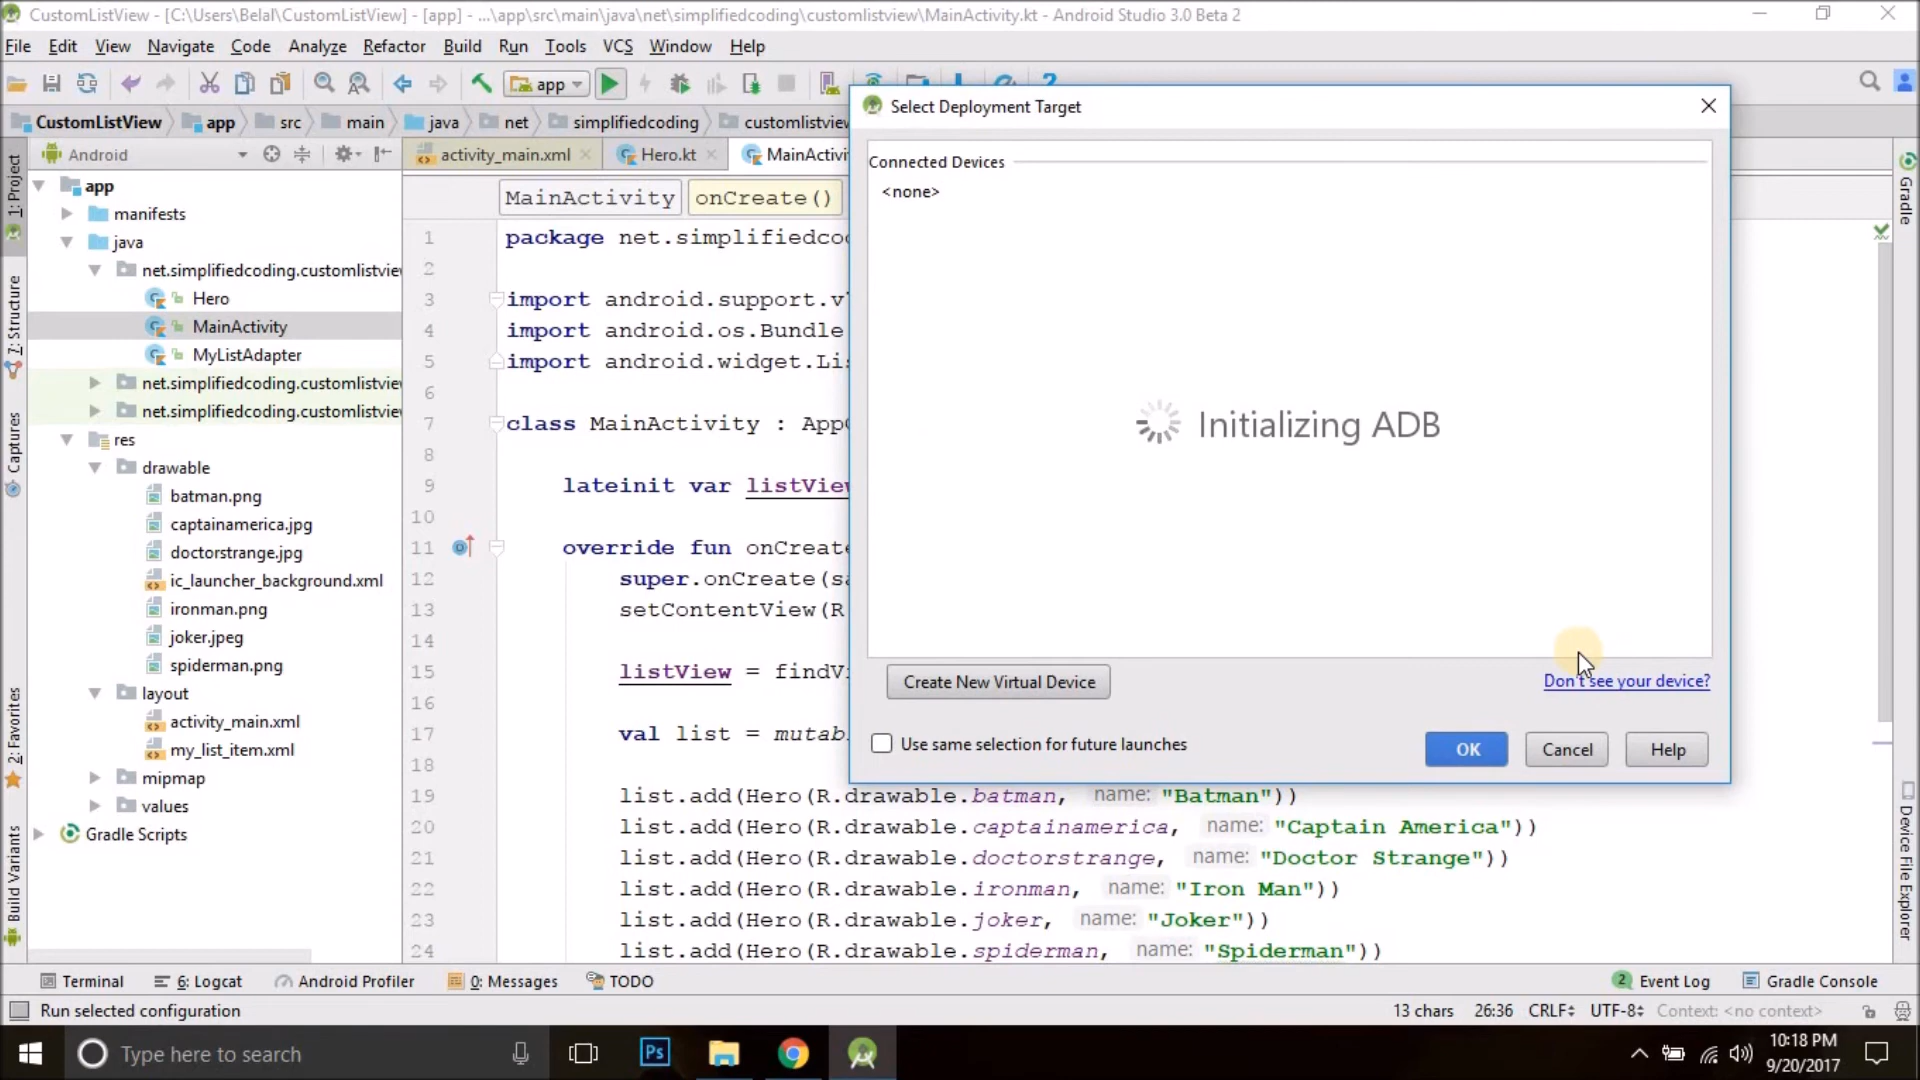 CustomListView - [C:\Users\Belal\CustomListView] - [app] - ...\app\src\main\java\net\simplifiedcoding\customlistview\MainActivity.kt - Android Studio 3.0 Beta 2
File Edit View Navigate Code Analyze Refactor Build Run Tools VCS Window Help
app
CustomListView app src main java net simplifiedcoding customlistview
Select Deployment Target
Android
activity_main.xml Hero.kt MainActivi
Connected Devices
<none>
MainActivity onCreate()
1: Project
Z: Structure
Captures
2: Favorites
Build Variants
app
manifests
java
net.simplifiedcoding.customlistvie
Hero
MainActivity
MyListAdapter
net.simplifiedcoding.customlistvie
net.simplifiedcoding.customlistvie
res
drawable
batman.png
captainamerica.jpg
doctorstrange.jpg
ic_launcher_background.xml
ironman.png
joker.jpeg
spiderman.png
layout
activity_main.xml
my_list_item.xml
mipmap
values
Gradle Scripts
1 package net.simplifiedco
2
3 import android.support.v
4 import android.os.Bundle
5 import android.widget.Li
6
7 class MainActivity : App
8
9 lateinit var listView
10
11 override fun onCreate
12 super.onCreate(sa
13 setContentView(R
14
15 listView = findVi
16
17 val list = mutab
18
19 list.add(Hero(R.drawable.batman, name: "Batman"))
20 list.add(Hero(R.drawable.captainamerica, name: "Captain America"))
21 list.add(Hero(R.drawable.doctorstrange, name: "Doctor Strange"))
22 list.add(Hero(R.drawable.ironman, name: "Iron Man"))
23 list.add(Hero(R.drawable.joker, name: "Joker"))
24 list.add(Hero(R.drawable.spiderman, name: "Spiderman"))
Initializing ADB
Create New Virtual Device
Don't see your device?
Use same selection for future launches
OK Cancel Help
Gradle
Device File Explorer
Terminal 6: Logcat Android Profiler 0: Messages TODO
2 Event Log Gradle Console
Run selected configuration
13 chars 26:36 CRLF UTF-8 Context: <no context>
Type here to search
Ps
10:18 PM
9/20/2017